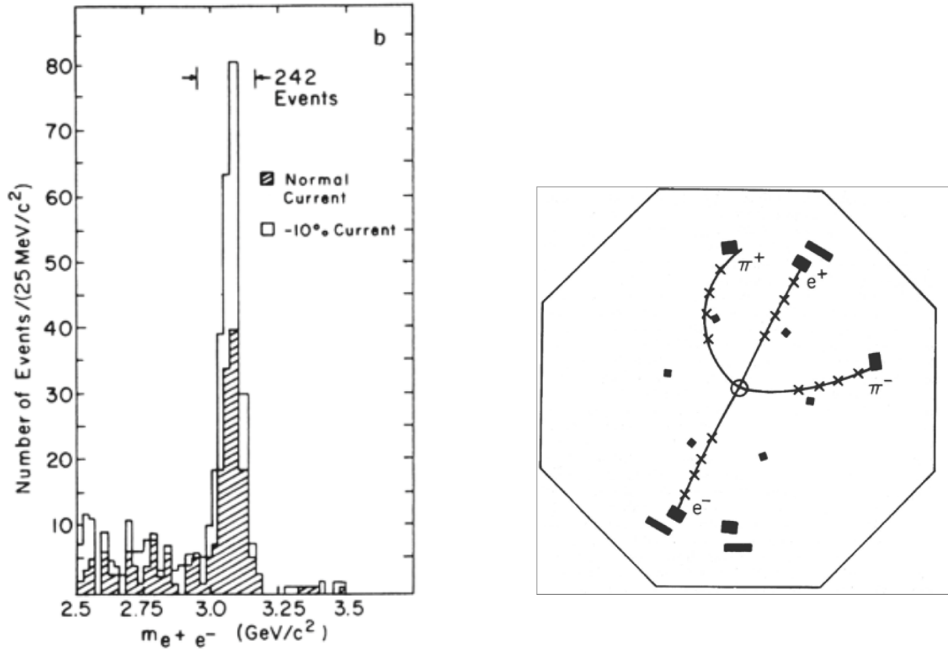 b
80
70
60
50
40
30
20
10
242
Events
Normal
Current
-10% Current
Number of Events/(25 MeV/c²)
2.5 2.75 3.0 3.25 3.5
m e+ e- (GeV/c²)
π+
e+
π-
e-